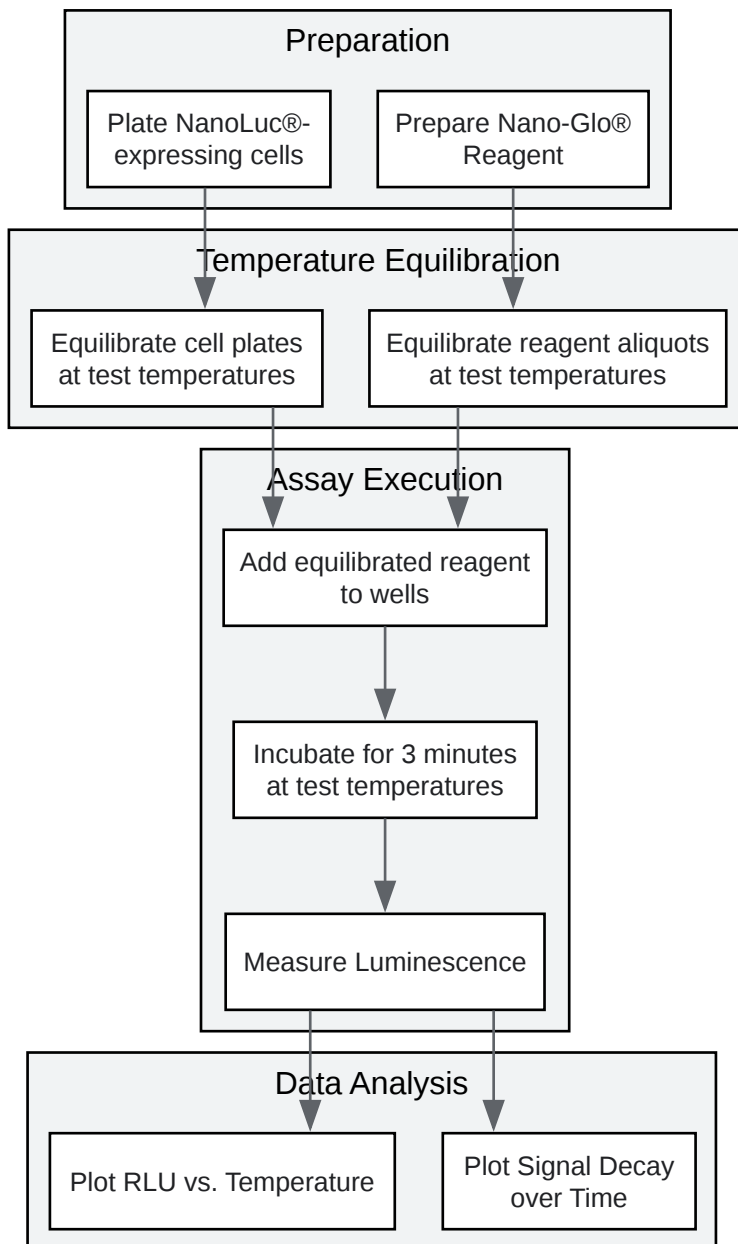 Preparation
Plate NanoLuc®-
expressing cells
Prepare Nano-Glo®
Reagent
Temperature Equilibration
Equilibrate cell plates
at test temperatures
Equilibrate reagent aliquots
at test temperatures
Assay Execution
Add equilibrated reagent
to wells
Incubate for 3 minutes
at test temperatures
Measure Luminescence
Data Analysis
Plot RLU vs. Temperature
Plot Signal Decay
over Time